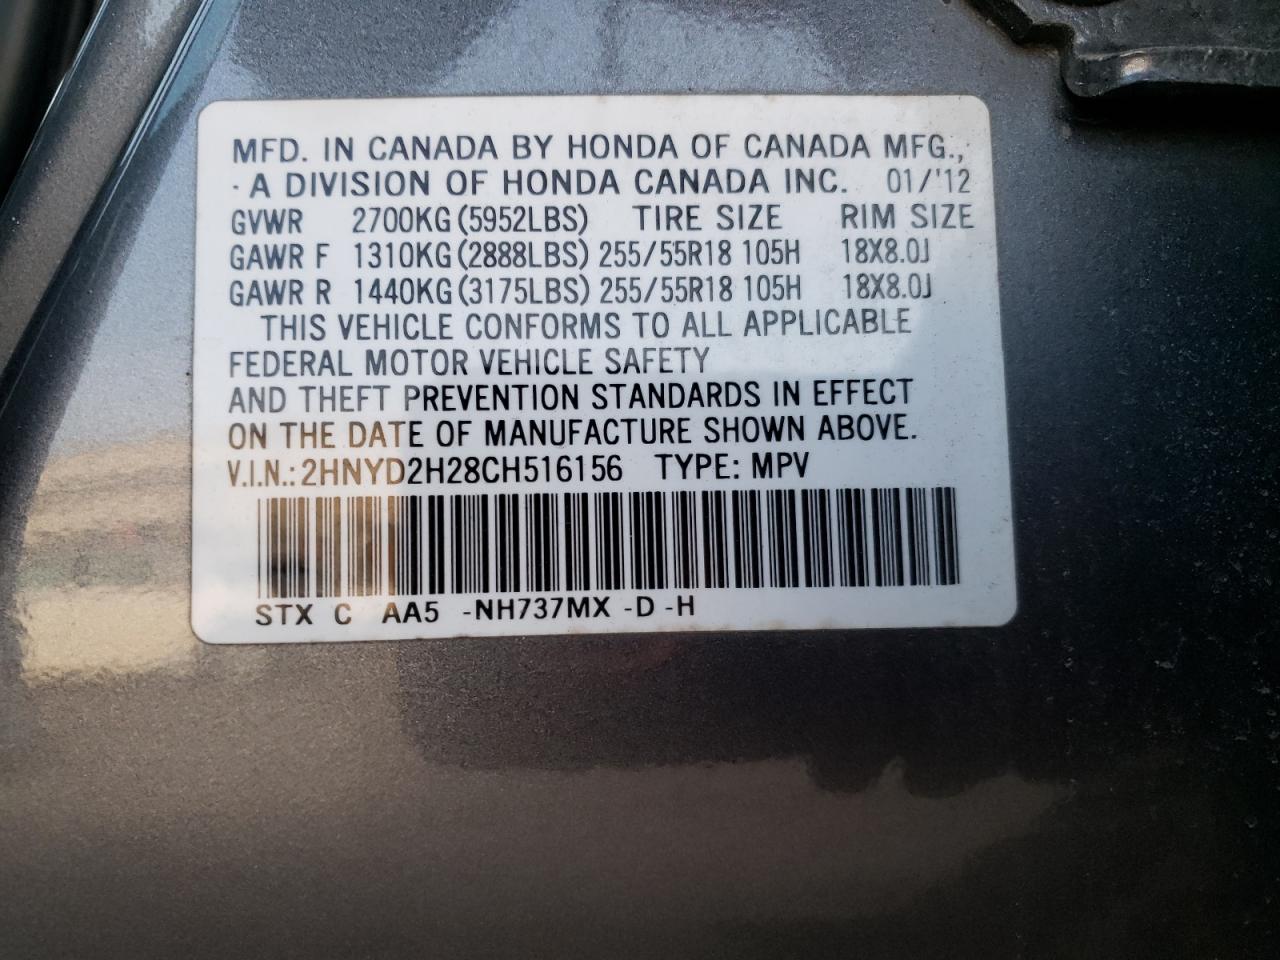 MFD. IN CANADA BY HONDA OF CANADA MFG.,
A DIVISION OF HONDA CANADA INC. 01/'12
GVWR 2700KG (5952LBS) TIRE SIZE RIM SIZE
GAWR F 1310KG (2888LBS) 255/55R18 105H 18X8.0J
GAWR R 1440KG (3175LBS) 255/55R18 105H 18X8.0J
THIS VEHICLE CONFORMS TO ALL APPLICABLE
FEDERAL MOTOR VEHICLE SAFETY
AND THEFT PREVENTION STANDARDS IN EFFECT
ON THE DATE OF MANUFACTURE SHOWN ABOVE.
V.I.N.: 2HNYD2H28CH516156 TYPE: MPV
STX C AA5 -NH737MX -D -H